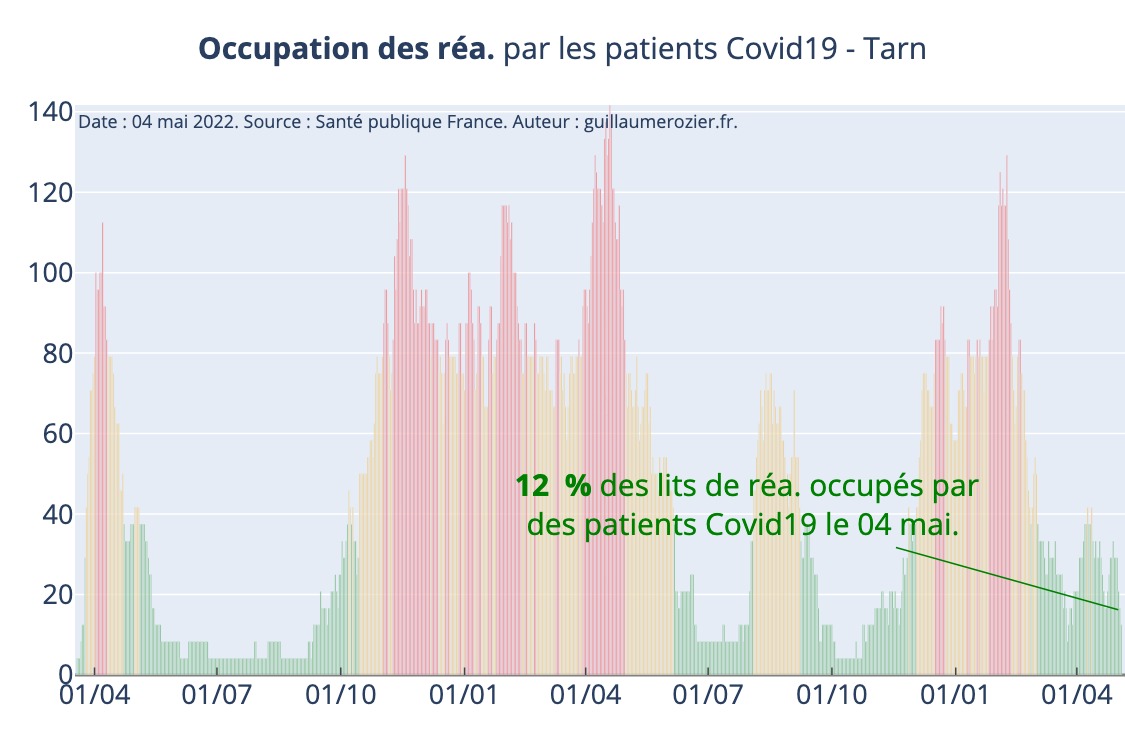 Occupation des réa. par les patients Covid19 - Tarn
140
Date : 04 mai 2022. Source : Santé publique France. Auteur : guillaumerozier.fr.
120
100
80
60
12 % des lits de réa. occupés par
des patients Covid19 le 04 mai.
40
20
0
01/04 01/07 01/10 01/01 01/04 01/07 01/10 01/01 01/04